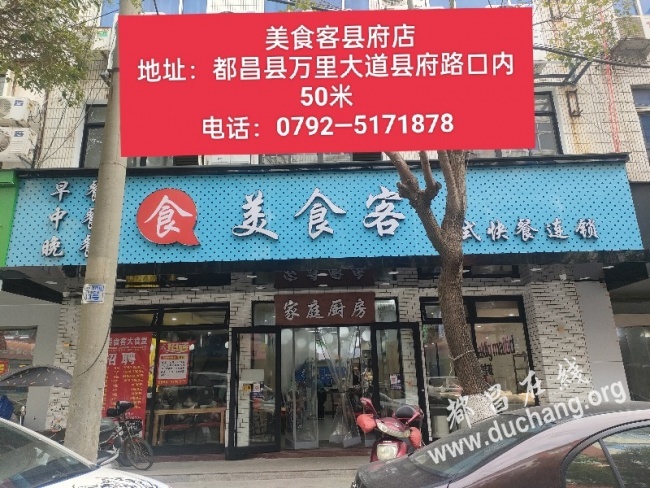 美食客县府店
地址：都昌县万里大道县府路口内
50米
电话：0792—5171878
早餐
中餐
晚餐
食
美食客
式快餐连锁
家庭厨房
招聘
都昌在线
www.duchang.org